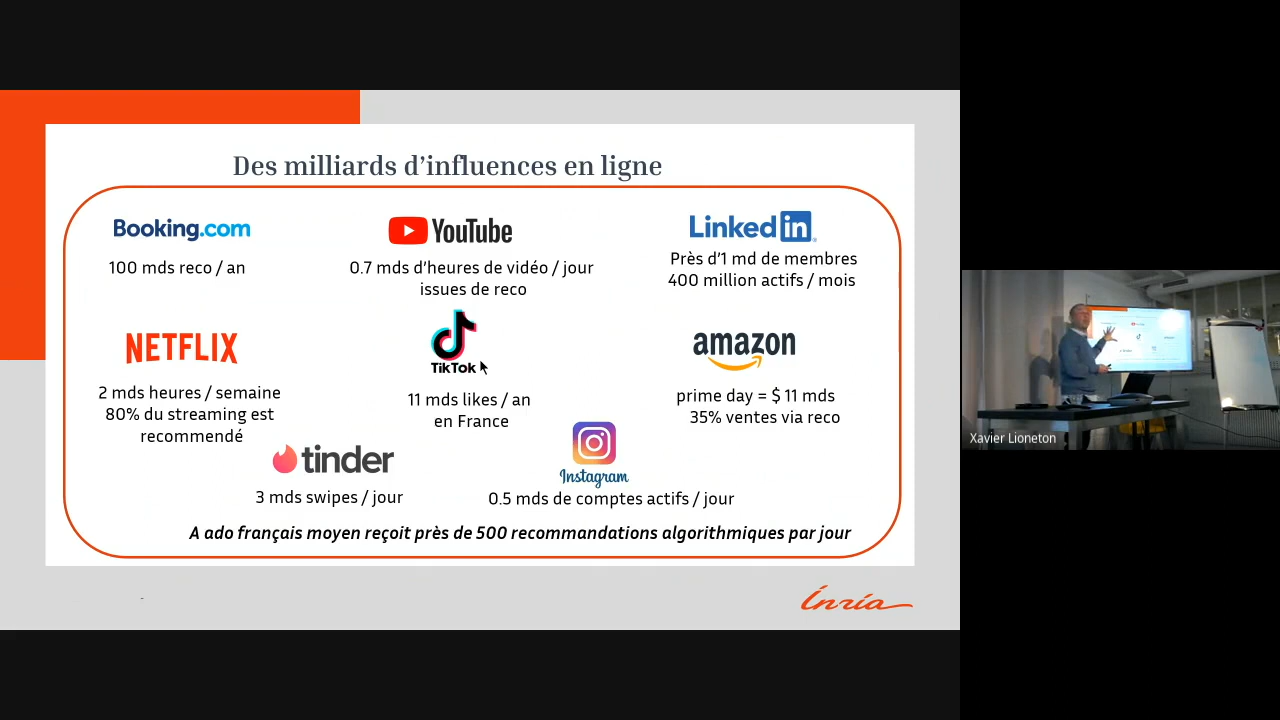 Des milliards d'influences en ligne
Booking.com
100 mds reco / an
YouTube
0.7 mds d'heures de vidéo / jour
issues de reco
Linked in
Près d'1 md de membres
400 million actifs / mois
NETFLIX
2 mds heures / semaine
80% du streaming est
recommendé
TikTok
11 mds likes / an
en France
amazon
prime day = $ 11 mds
35% ventes via reco
tinder
3 mds swipes / jour
Instagram
0.5 mds de comptes actifs / jour
A ado français moyen reçoit près de 500 recommandations algorithmiques par jour
Inria
Xavier Lioneton